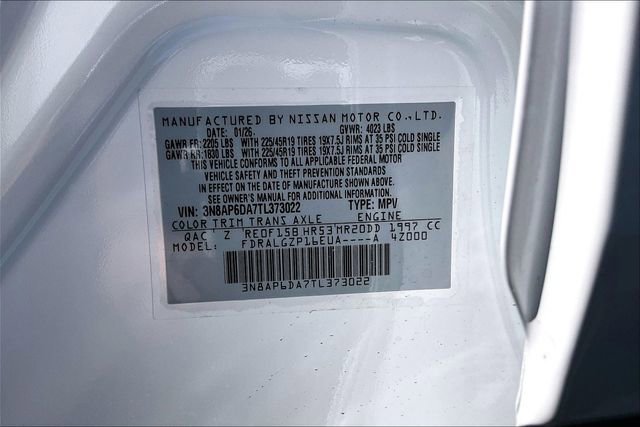 MANUFACTURED BY NISSAN MOTOR CO.,LTD.
DATE: 01/26 GVWR: 4023 LBS
GAWR FR: 2205 LBS WITH 225/45R19 TIRES 19X7.5J RIMS AT 35 PSI COLD SINGLE
GAWR RR: 1830 LBS WITH 225/45R19 TIRES 19X7.5J RIMS AT 35 PSI COLD SINGLE
THIS VEHICLE CONFORMS TO ALL APPLICABLE FEDERAL MOTOR
VEHICLE SAFETY AND THEFT PREVENTION STANDARDS
IN EFFECT ON THE DATE OF MANUFACTURE SHOWN ABOVE.
SEE OWNER'S MANUAL FOR ADDITIONAL INFORMATION.
VIN: 3N8AP6DA7TL373022 TYPE: MPV
COLOR TRIM TRANS AXLE ENGINE
QAC Z RE0F15B HR53 MR20DD 1997 CC
MODEL: FDRALGZP16EUA----A 4Z000
3N8AP6DA7TL373022